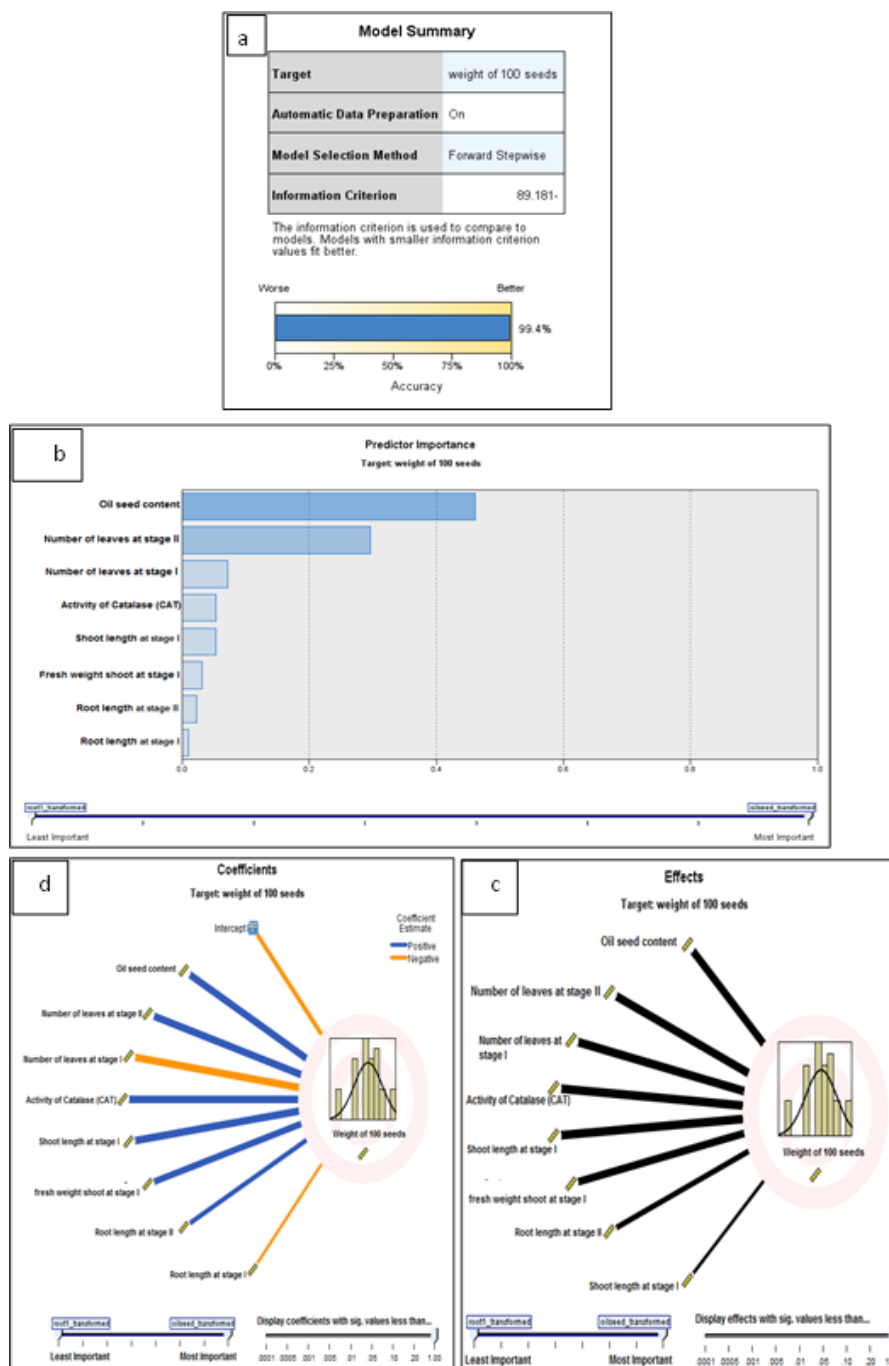 a
Model Summary
Target weight of 100 seeds
Automatic Data Preparation On
Model Selection Method Forward Stepwise
Information Criterion 89.181-
The information criterion is used to compare to
models. Models with smaller information criterion
values fit better.
Worse Better
99.4%
0% 25% 50% 75% 100%
Accuracy
b
Predictor Importance
Target: weight of 100 seeds
Oil seed content
Number of leaves at stage II
Number of leaves at stage I
Activity of Catalase (CAT)
Shoot length at stage I
Fresh weight shoot at stage I
Root length at stage II
Root length at stage I
0.0 0.2 0.4 0.6 0.8 1.0
root1_transformed oilseed_transformed
Least Important Most Important
d
Coefficients
Target: weight of 100 seeds
Intercept
Coefficient
Estimate
Positive
Negative
Oil seed content
Number of leaves at stage II
Number of leaves at stage I
Activity of Catalase (CAT)
Shoot length at stage I
fresh weight shoot at stage I
Root length at stage II
Root length at stage I
Weight of 100 seeds
root1_transformed oilseed_transformed
Least Important Most Important
Display coefficients with sig. values less than...
.0001 .0005 .001 .01 .05 .10 .20 1.00
c
Effects
Target: weight of 100 seeds
Oil seed content
Number of leaves at stage II
Number of leaves at
stage I
Activity of Catalase (CAT)
Shoot length at stage I
fresh weight shoot at stage I
Root length at stage II
Shoot length at stage I
Weight of 100 seeds
root1_transformed oilseed_transformed
Least Important Most Important
Display effects with sig. values less than...
.0001 .0005 .001 .01 .05 .10 .20